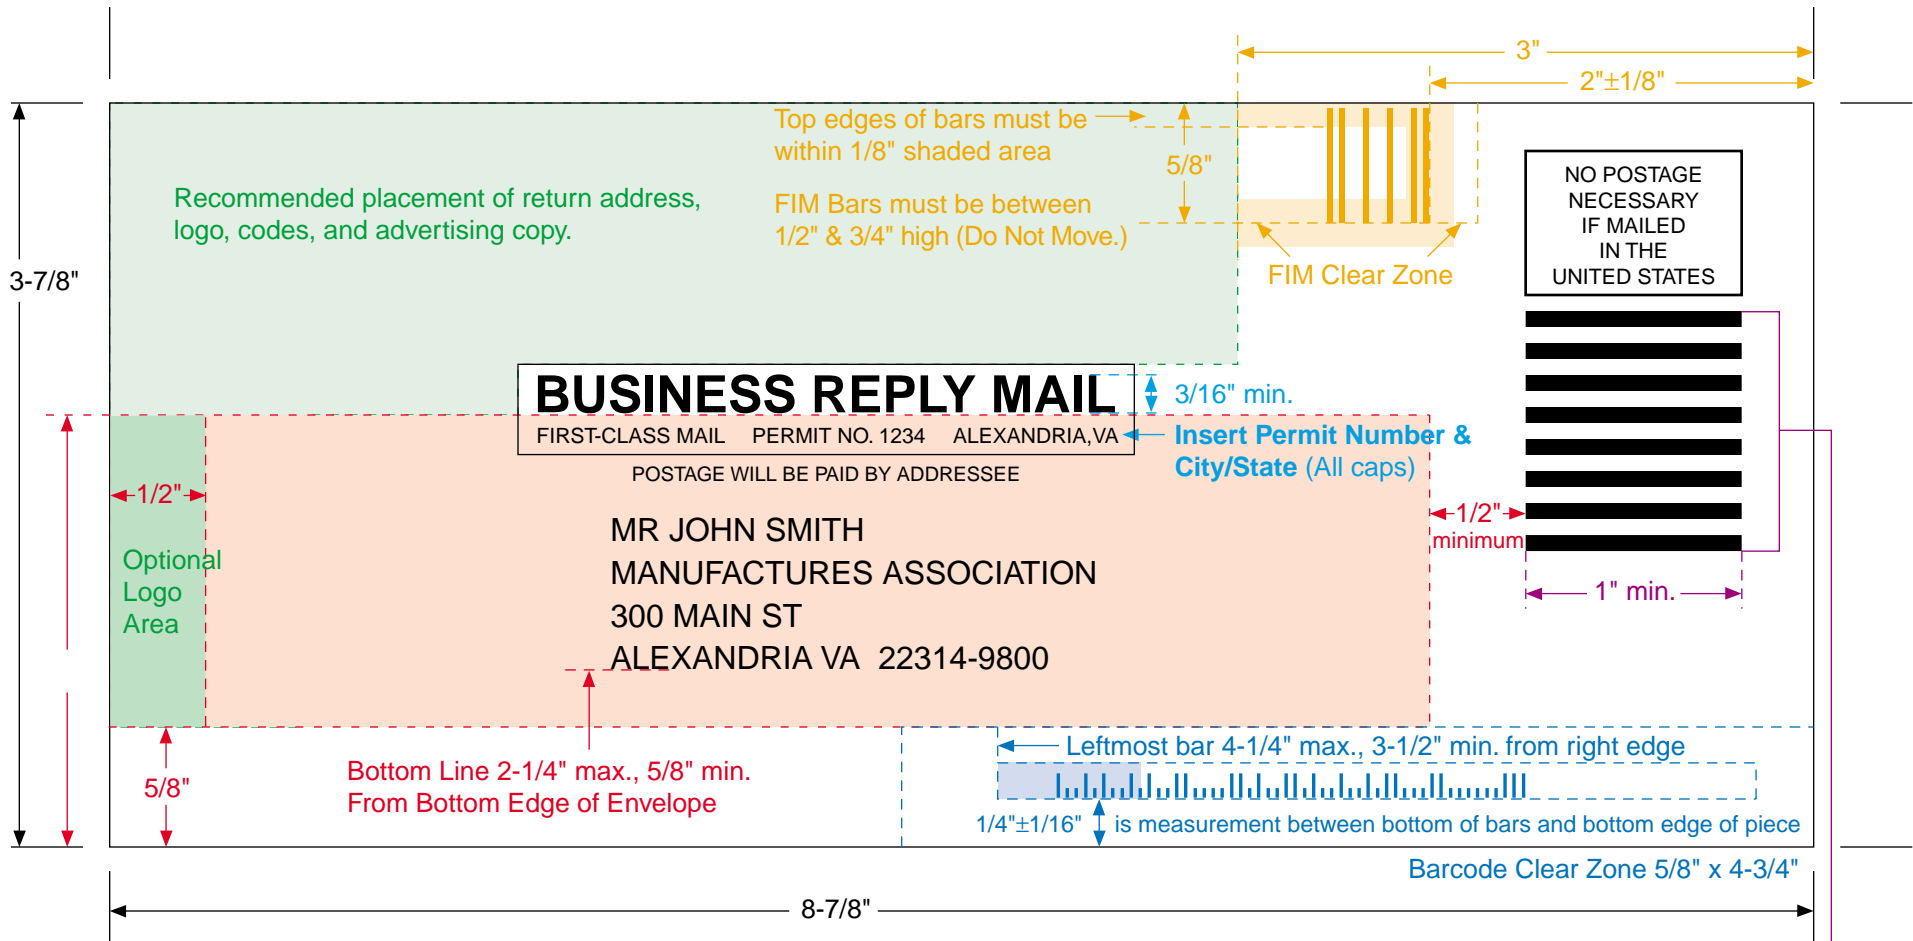 3"
2"±1/8"
Top edges of bars must be
within 1/8" shaded area
5/8"
FIM Bars must be between
1/2" & 3/4" high (Do Not Move.)
FIM Clear Zone
Recommended placement of return address,
logo, codes, and advertising copy.
NO POSTAGE
NECESSARY
IF MAILED
IN THE
UNITED STATES
3-7/8"
BUSINESS REPLY MAIL
3/16" min.
FIRST-CLASS MAIL PERMIT NO. 1234 ALEXANDRIA,VA
Insert Permit Number &
City/State (All caps)
POSTAGE WILL BE PAID BY ADDRESSEE
1/2"
Optional
Logo
Area
MR JOHN SMITH
MANUFACTURES ASSOCIATION
300 MAIN ST
ALEXANDRIA VA 22314-9800
1/2"
minimum
1" min.
5/8"
Bottom Line 2-1/4" max., 5/8" min.
From Bottom Edge of Envelope
Leftmost bar 4-1/4" max., 3-1/2" min. from right edge
1/4"±1/16" is measurement between bottom of bars and bottom edge of piece
Barcode Clear Zone 5/8" x 4-3/4"
8-7/8"